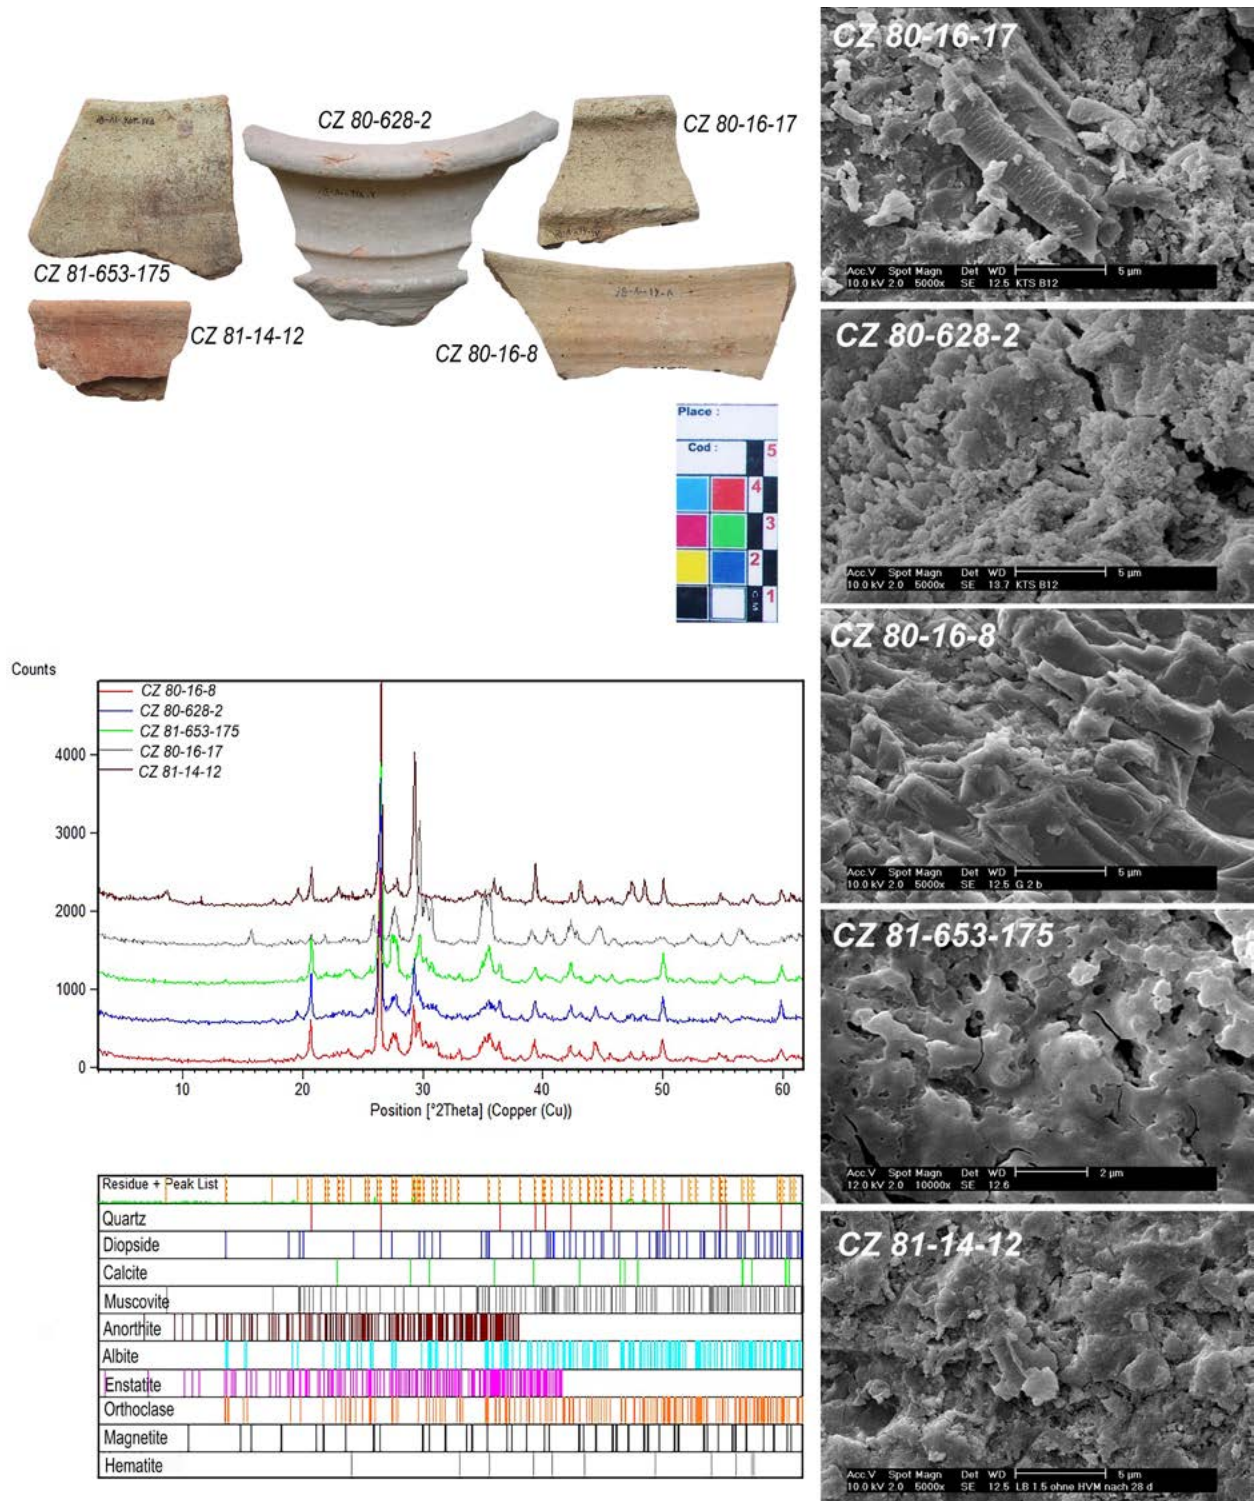 CZ 80-628-2
CZ 80-16-17
CZ 81-653-175
CZ 81-14-12
CZ 80-16-8
Place :
Cod :
5
4
3
2
C M
1
Counts
CZ 80-16-8
CZ 80-628-2
CZ 81-653-175
CZ 80-16-17
CZ 81-14-12
4000
3000
2000
1000
0
10 20 30 40 50 60
Position [°2Theta] (Copper (Cu))
Residue + Peak List
Quartz
Diopside
Calcite
Muscovite
Anorthite
Albite
Enstatite
Orthoclase
Magnetite
Hematite
CZ 80-16-17
Acc.V Spot Magn Det WD 5 µm
10.0 kV 2.0 5000x SE 12.5 KTS B12
CZ 80-628-2
Acc.V Spot Magn Det WD 5 µm
10.0 kV 2.0 5000x SE 13.7 KTS B12
CZ 80-16-8
Acc.V Spot Magn Det WD 5 µm
10.0 kV 2.0 5000x SE 12.5 G 2 b
CZ 81-653-175
Acc.V Spot Magn Det WD 2 µm
12.0 kV 2.0 10000x SE 12.6
CZ 81-14-12
Acc.V Spot Magn Det WD 5 µm
10.0 kV 2.0 5000x SE 12.5 LB 1.5 ohne HVM nach 28 d